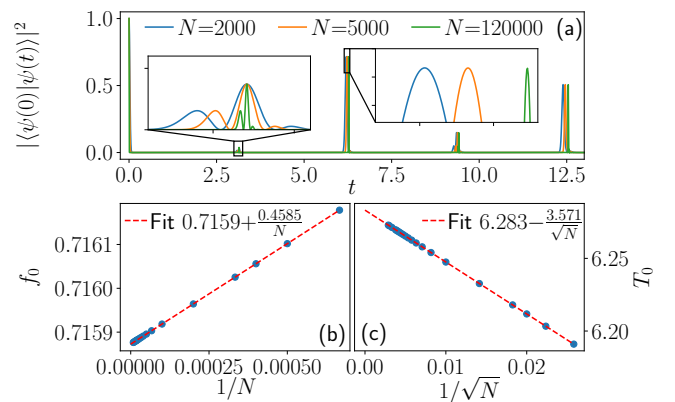 N=2000 N=5000 N=120000 (a)
|⟨ψ(0)|ψ(t)⟩|²
1.0
0.5
0.0
0.0 2.5 5.0 7.5 10.0 12.5
t
Fit 0.7159+0.4585/N
f₀
0.7161
0.7160
0.7159
(b)
0.00000 0.00025 0.00050
1/N
Fit 6.283−3.571/√N
T₀
6.25
6.20
(c)
0.00 0.01 0.02
1/√N